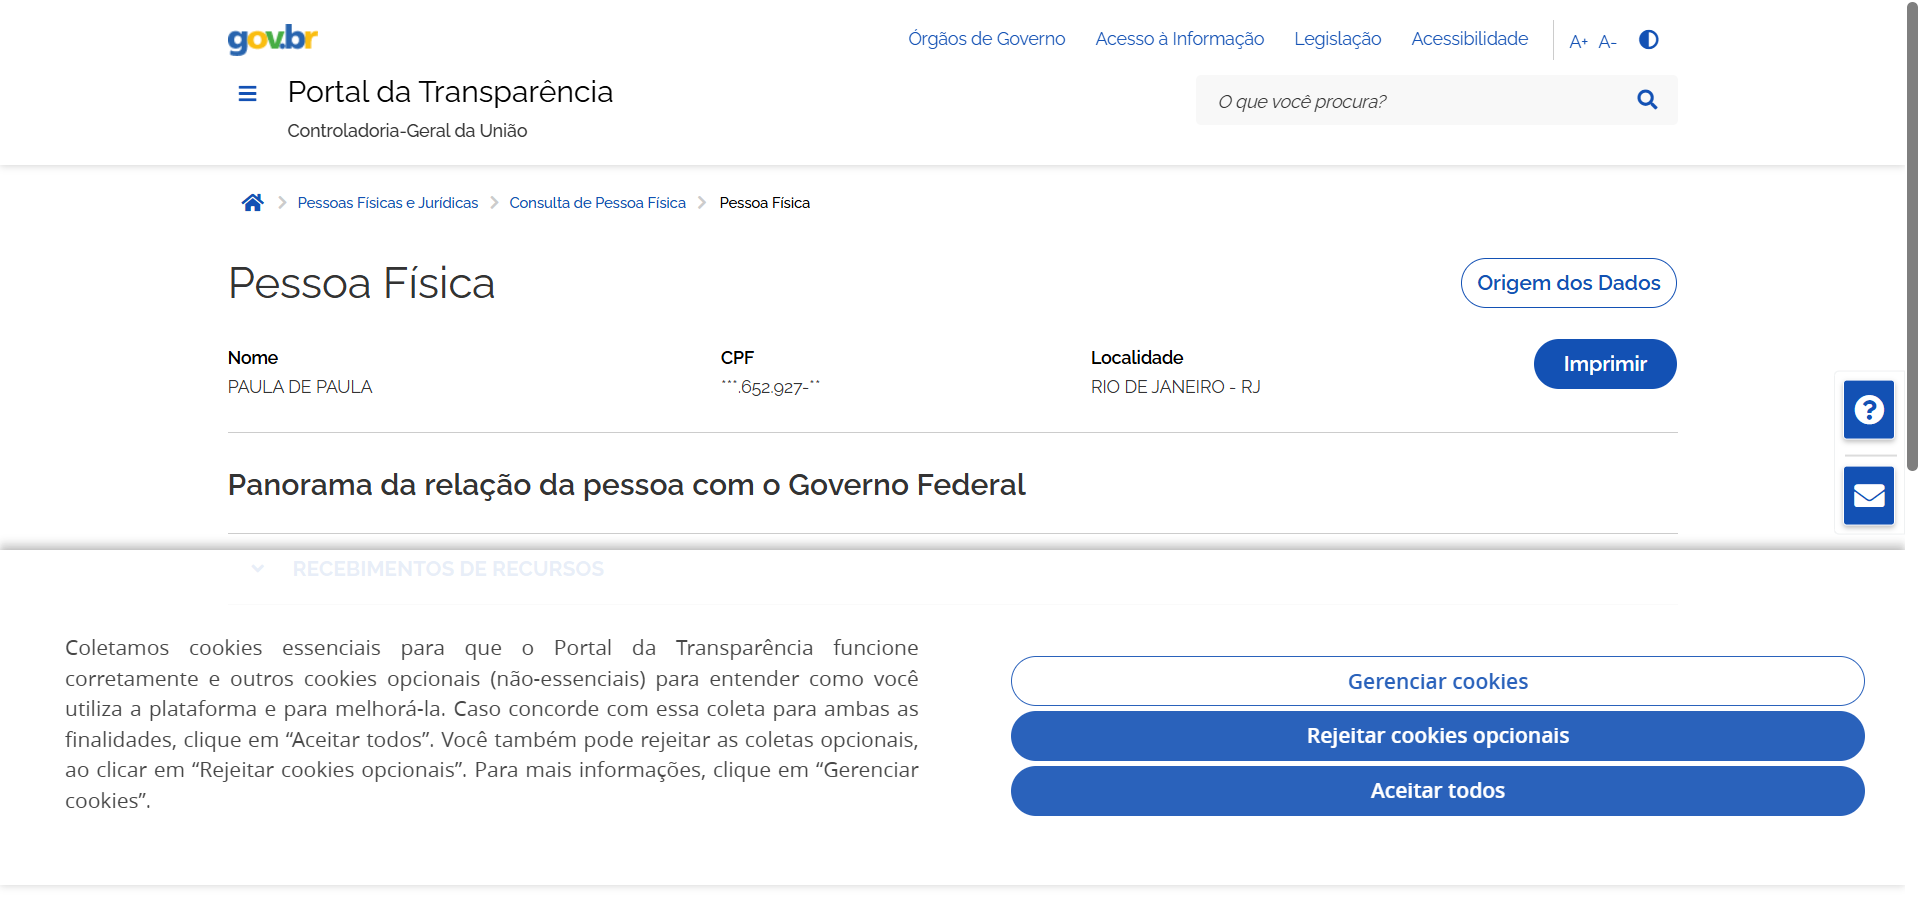 gov.br
Órgãos de Governo Acesso à Informação Legislação Acessibilidade A+ A-
Portal da Transparência
O que você procura?
Controladoria-Geral da União
Pessoas Físicas e Jurídicas Consulta de Pessoa Física Pessoa Física
Pessoa Física
Origem dos Dados
Nome CPF Localidade
Imprimir
PAULA DE PAULA ***.652.927-** RIO DE JANEIRO - RJ
Panorama da relação da pessoa com o Governo Federal
RECEBIMENTOS DE RECURSOS
Coletamos cookies essenciais para que o Portal da Transparência funcione
corretamente e outros cookies opcionais (não-essenciais) para entender como você
utiliza a plataforma e para melhorá-la. Caso concorde com essa coleta para ambas as
finalidades, clique em “Aceitar todos”. Você também pode rejeitar as coletas opcionais,
ao clicar em “Rejeitar cookies opcionais”. Para mais informações, clique em “Gerenciar
cookies”.
Gerenciar cookies
Rejeitar cookies opcionais
Aceitar todos